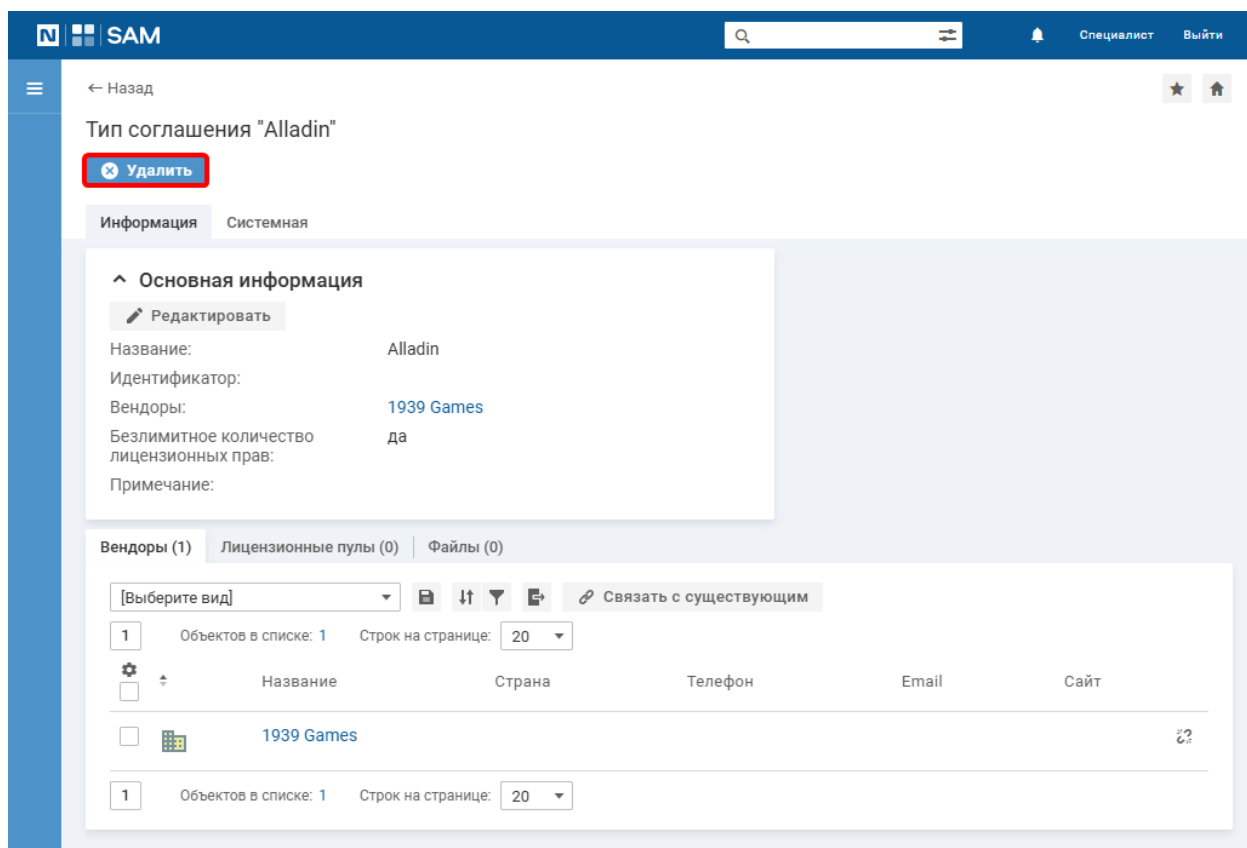 N SAM Специалист Выйти
← Назад
Тип соглашения "Alladin"
Удалить
Информация Системная
Основная информация
Редактировать
Название: Alladin
Идентификатор:
Вендоры: 1939 Games
Безлимитное количество да
лицензионных прав:
Примечание:
Вендоры (1) Лицензионные пулы (0) Файлы (0)
[Выберите вид] Связать с существующим
1 Объектов в списке: 1 Строк на странице: 20
Название Страна Телефон Email Сайт
1939 Games
1 Объектов в списке: 1 Строк на странице: 20